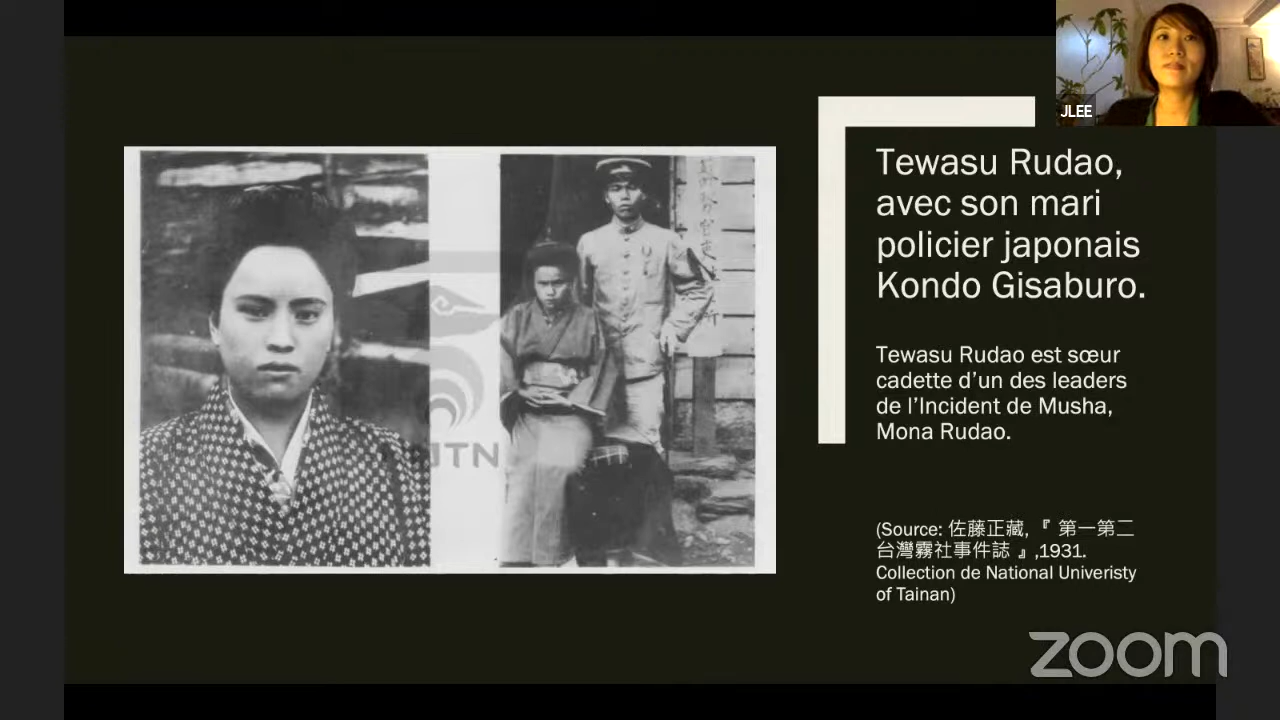 JLEE
Tewasu Rudao,
avec son mari
policier japonais
Kondo Gisaburo.
Tewasu Rudao est sœur
cadette d’un des leaders
de l’Incident de Musha,
Mona Rudao.
(Source: 佐藤正藏, 『 第一第二
台灣霧社事件誌 』,1931.
Collection de National Univeristy
of Tainan)
zoom